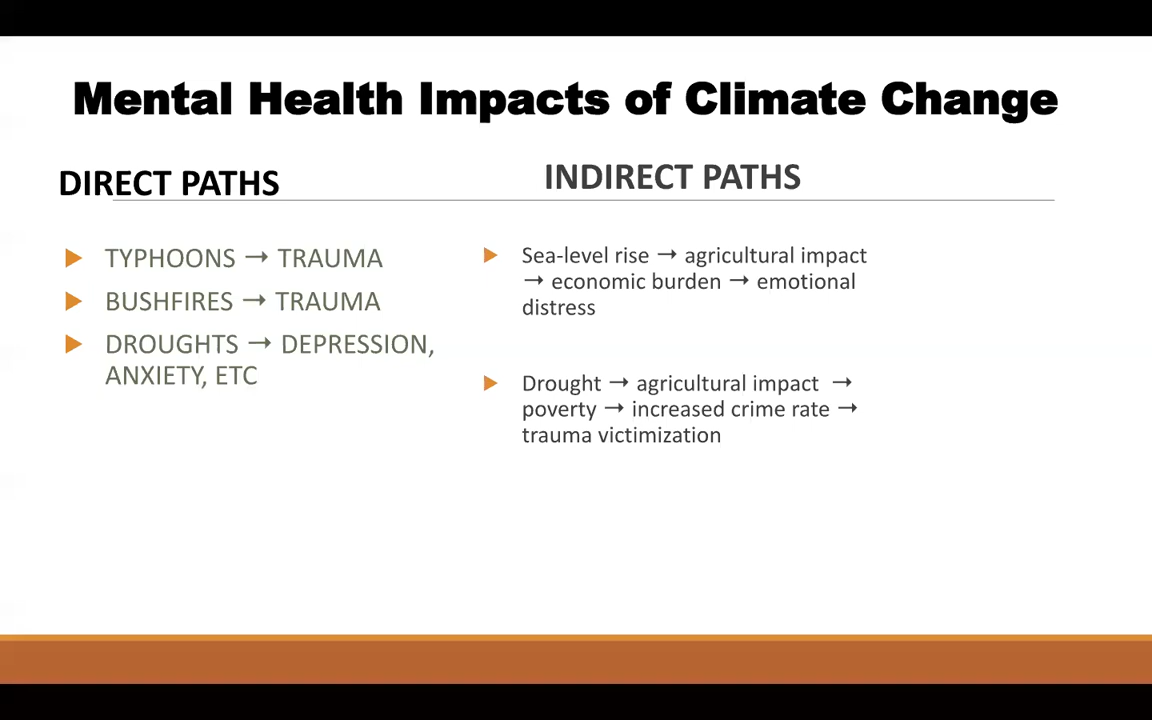 Mental Health Impacts of Climate Change
DIRECT PATHS
TYPHOONS → TRAUMA
BUSHFIRES → TRAUMA
DROUGHTS → DEPRESSION,
ANXIETY, ETC
INDIRECT PATHS
Sea-level rise → agricultural impact
→ economic burden → emotional
distress
Drought → agricultural impact →
poverty → increased crime rate →
trauma victimization